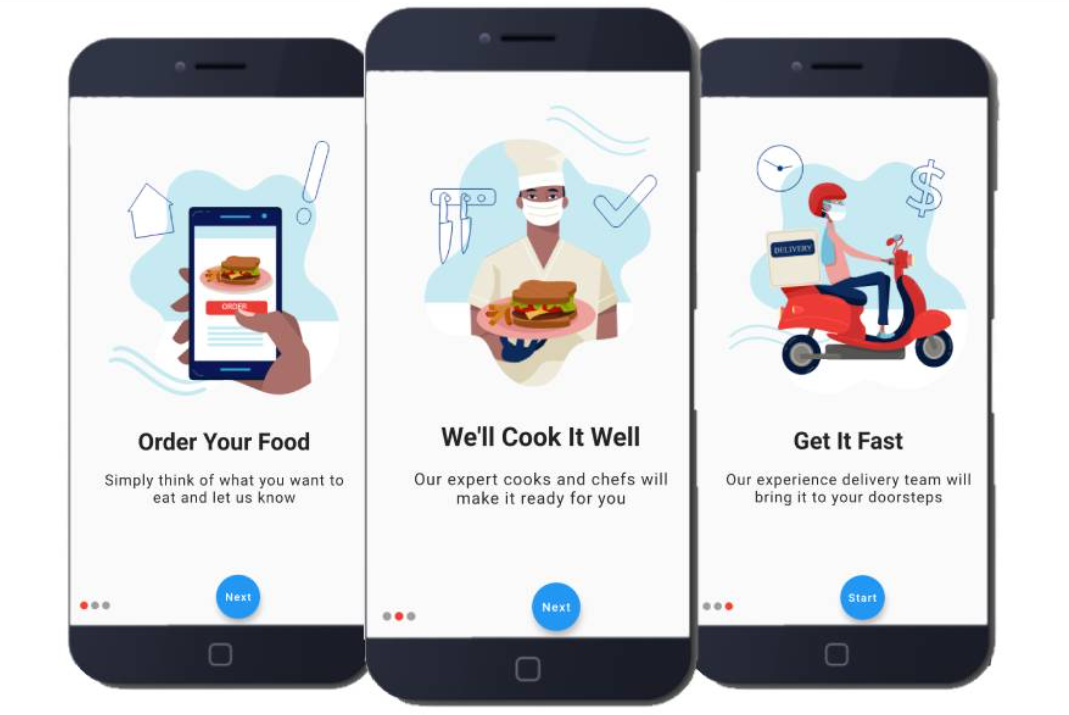 ORDER
Order Your Food
Simply think of what you want to
eat and let us know
Next
We'll Cook It Well
Our expert cooks and chefs will
make it ready for you
Next
$
DELIVERY
Get It Fast
Our experience delivery team will
bring it to your doorsteps
Start